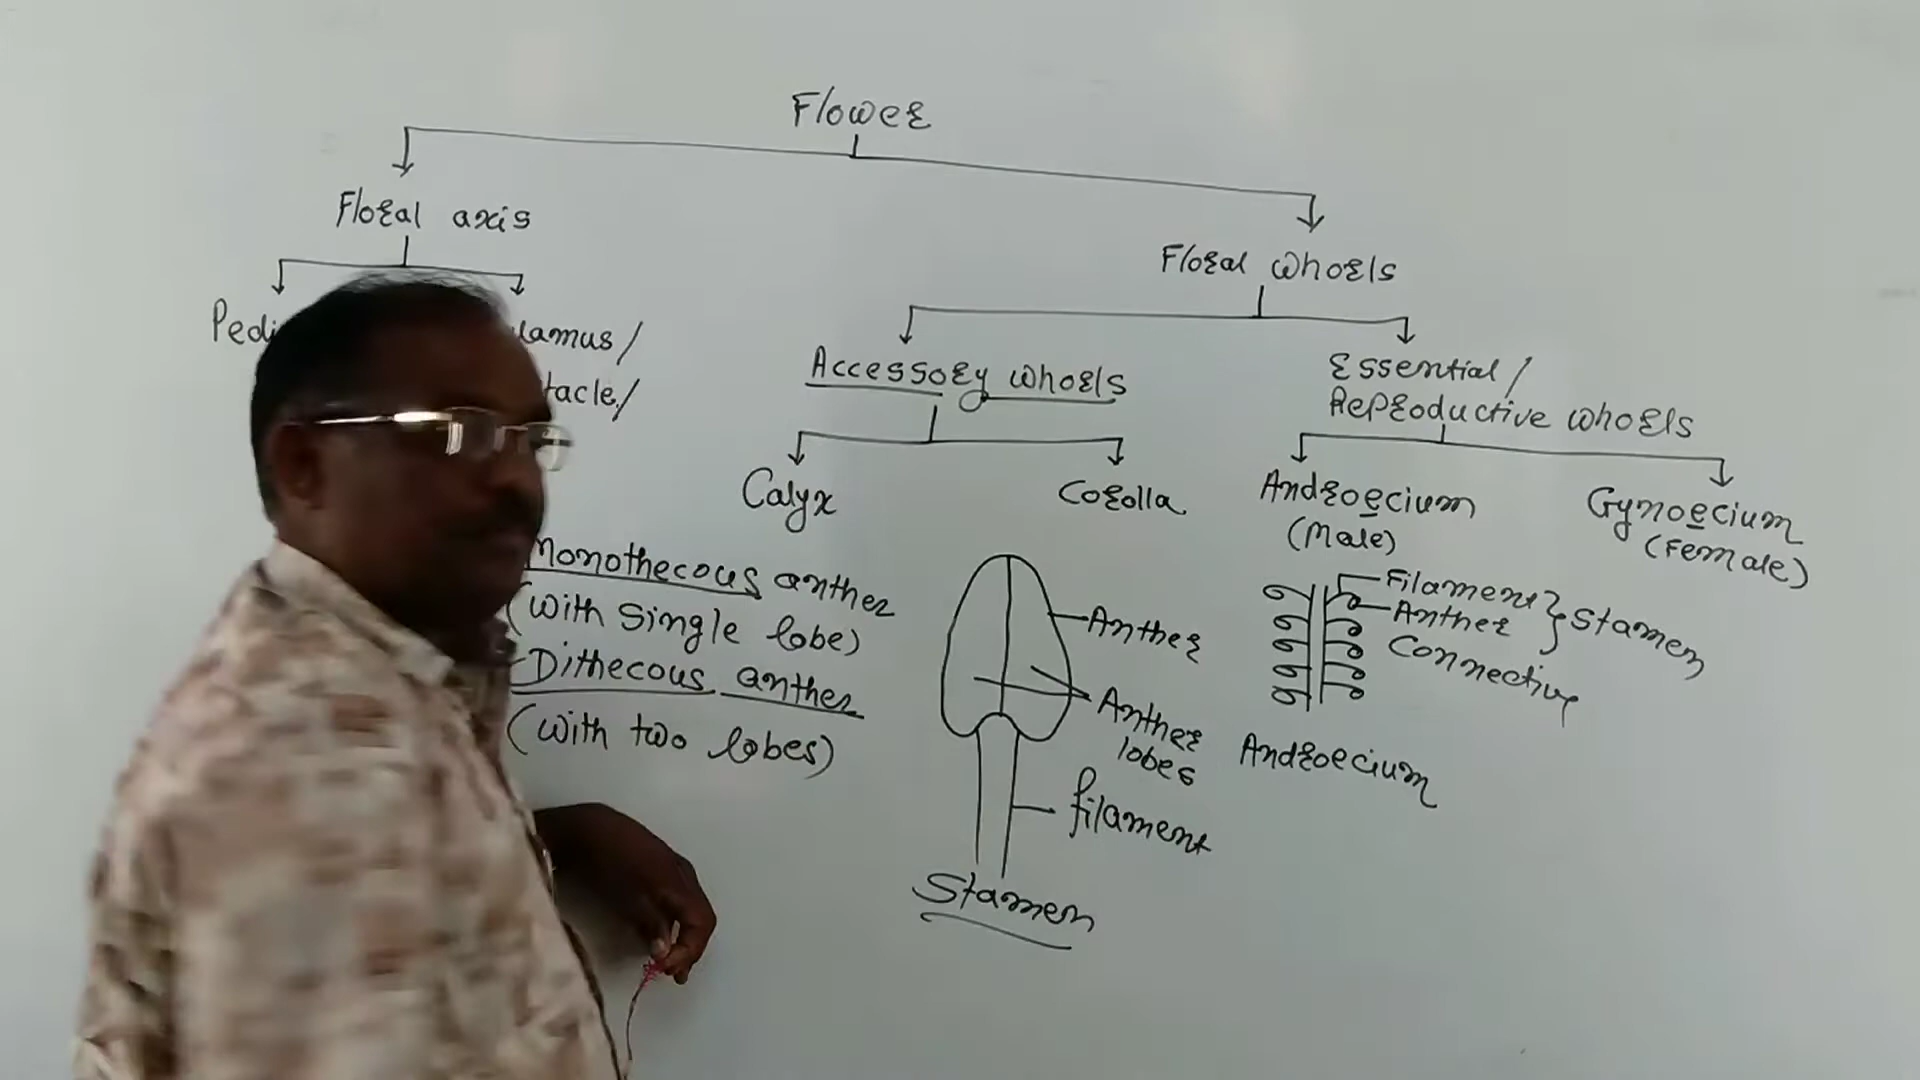 Flower
Floral axis
Floral whorls
Pedi
lamus/
tacle/
Accessory whorls
Essential/
Reproductive whorls
Calyx
Corolla
Androecium
(Male)
Gynoecium
(Female)
Monothecous anther
(with single lobe)
Dithecous anther
(with two lobes)
Anther
Anther
lobes
filament
Stamen
Filament
Anther
} Stamen
Connective
Androecium